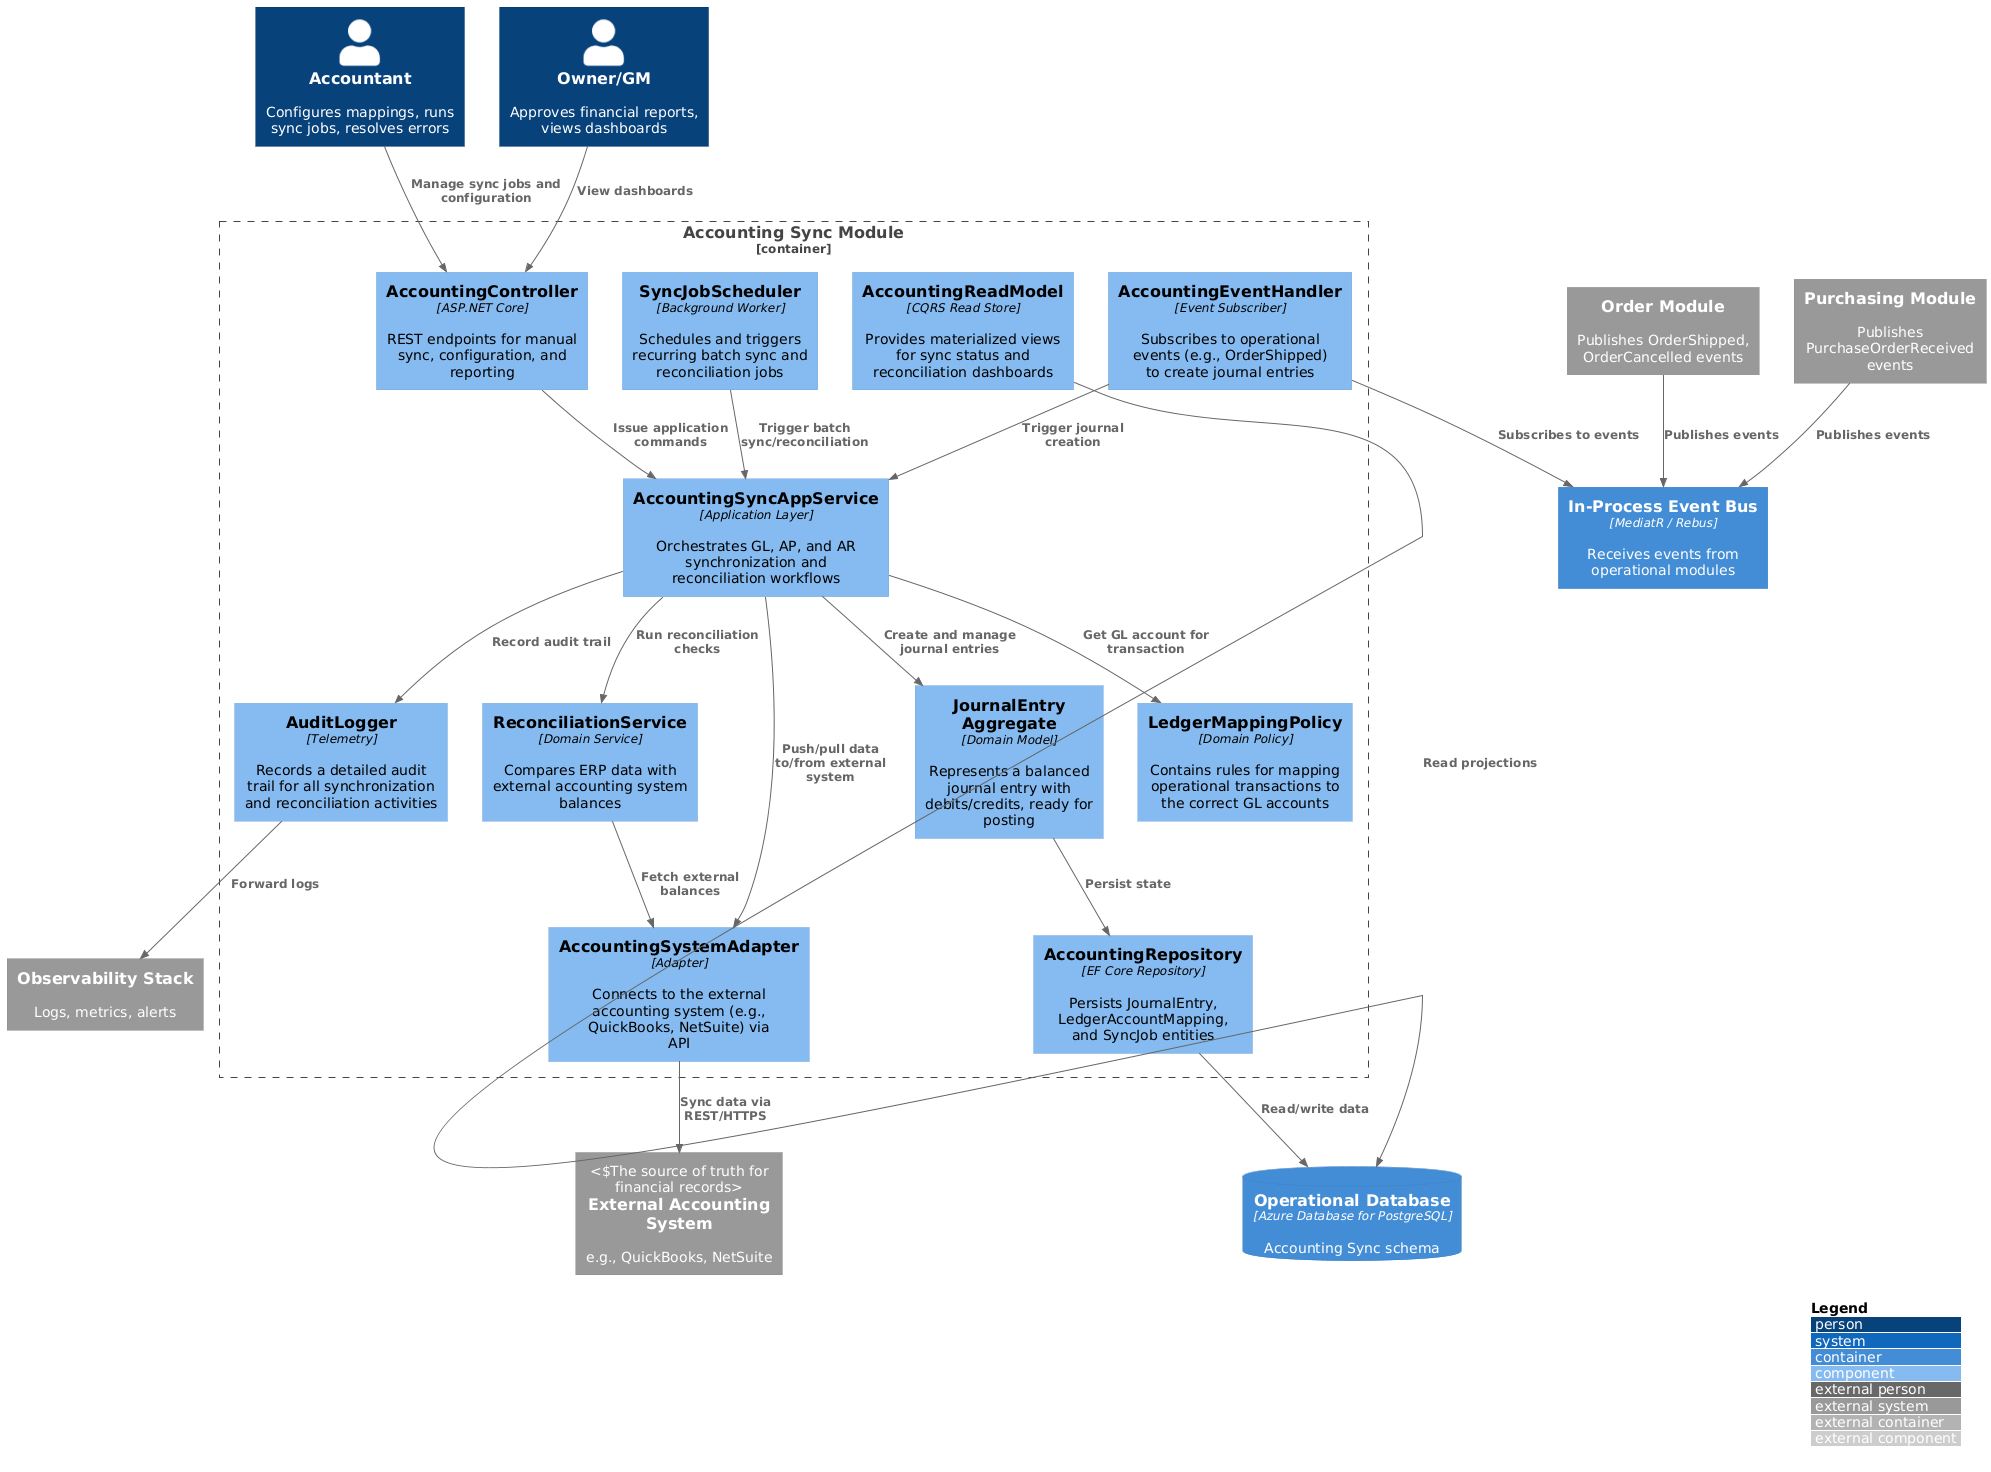 Accountant
Configures mappings, runs
sync jobs, resolves errors
Owner/GM
Approves financial reports,
views dashboards
Manage sync jobs and
configuration
View dashboards
Accounting Sync Module
[container]
AccountingController
[ASP.NET Core]
REST endpoints for manual
sync, configuration, and
reporting
SyncJobScheduler
[Background Worker]
Schedules and triggers
recurring batch sync and
reconciliation jobs
AccountingReadModel
[CQRS Read Store]
Provides materialized views
for sync status and
reconciliation dashboards
AccountingEventHandler
[Event Subscriber]
Subscribes to operational
events (e.g., OrderShipped)
to create journal entries
Order Module
Publishes OrderShipped,
OrderCancelled events
Purchasing Module
Publishes
PurchaseOrderReceived
events
Issue application
commands
Trigger batch
sync/reconciliation
Trigger journal
creation
Subscribes to events
Publishes events
Publishes events
AccountingSyncAppService
[Application Layer]
Orchestrates GL, AP, and AR
synchronization and
reconciliation workflows
In-Process Event Bus
[MediatR / Rebus]
Receives events from
operational modules
Record audit trail
Run reconciliation
checks
Create and manage
journal entries
Get GL account for
transaction
AuditLogger
[Telemetry]
Records a detailed audit
trail for all synchronization
and reconciliation activities
ReconciliationService
[Domain Service]
Compares ERP data with
external accounting system
balances
Push/pull data
to/from external
system
JournalEntry
Aggregate
[Domain Model]
Represents a balanced
journal entry with
debits/credits, ready for
posting
LedgerMappingPolicy
[Domain Policy]
Contains rules for mapping
operational transactions to
the correct GL accounts
Read projections
Forward logs
Fetch external
balances
Persist state
Observability Stack
Logs, metrics, alerts
AccountingSystemAdapter
[Adapter]
Connects to the external
accounting system (e.g.,
QuickBooks, NetSuite) via
API
AccountingRepository
[EF Core Repository]
Persists JournalEntry,
LedgerAccountMapping,
and SyncJob entities
Sync data via
REST/HTTPS
Read/write data
<$The source of truth for
financial records>
External Accounting
System
e.g., QuickBooks, NetSuite
Operational Database
[Azure Database for PostgreSQL]
Accounting Sync schema
Legend
person
system
container
component
external person
external system
external container
external component